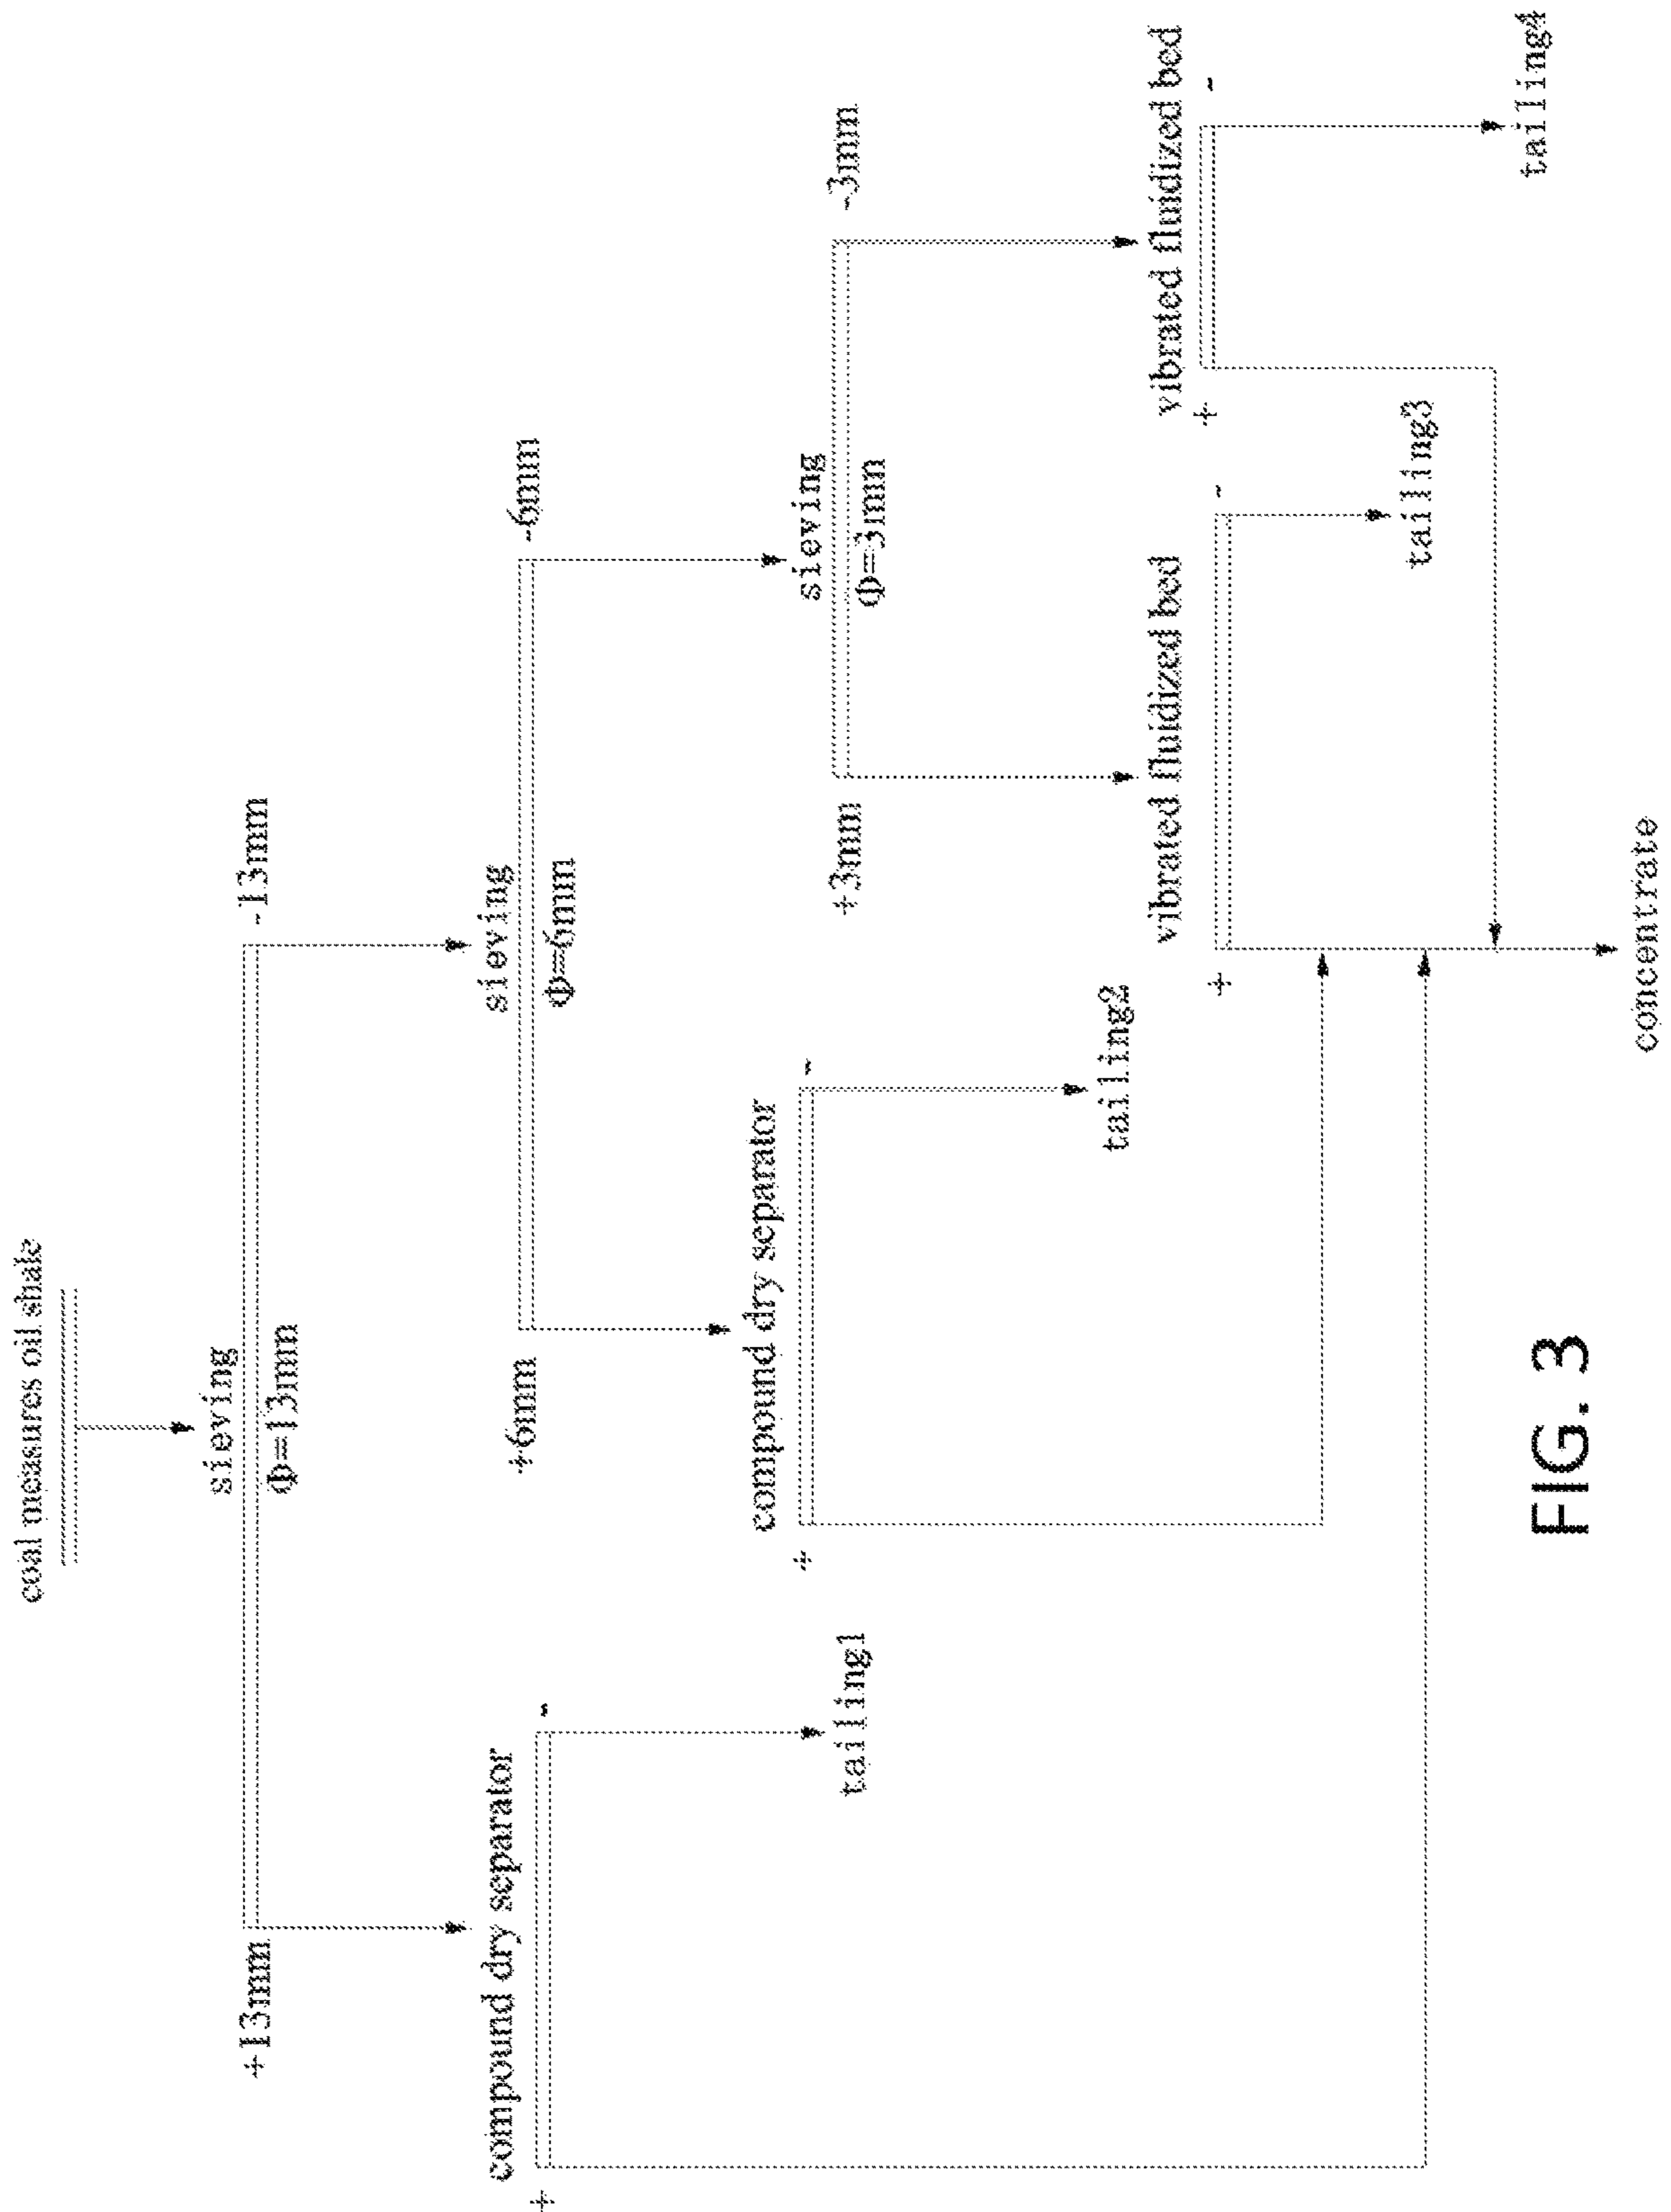 coal measures oil shale
sieving
+13mm
Φ=13mm
-13mm
compound dry separator
sieving
+
-
+6mm
Φ=6mm
-6mm
tailing1
compound dry separator
sieving
+
-
+3mm
Φ=3mm
-3mm
tailing2
vibrated fluidized bed
vibrated fluidized bed
+
-
+
-
tailing3
tailing4
concentrate
FIG. 3